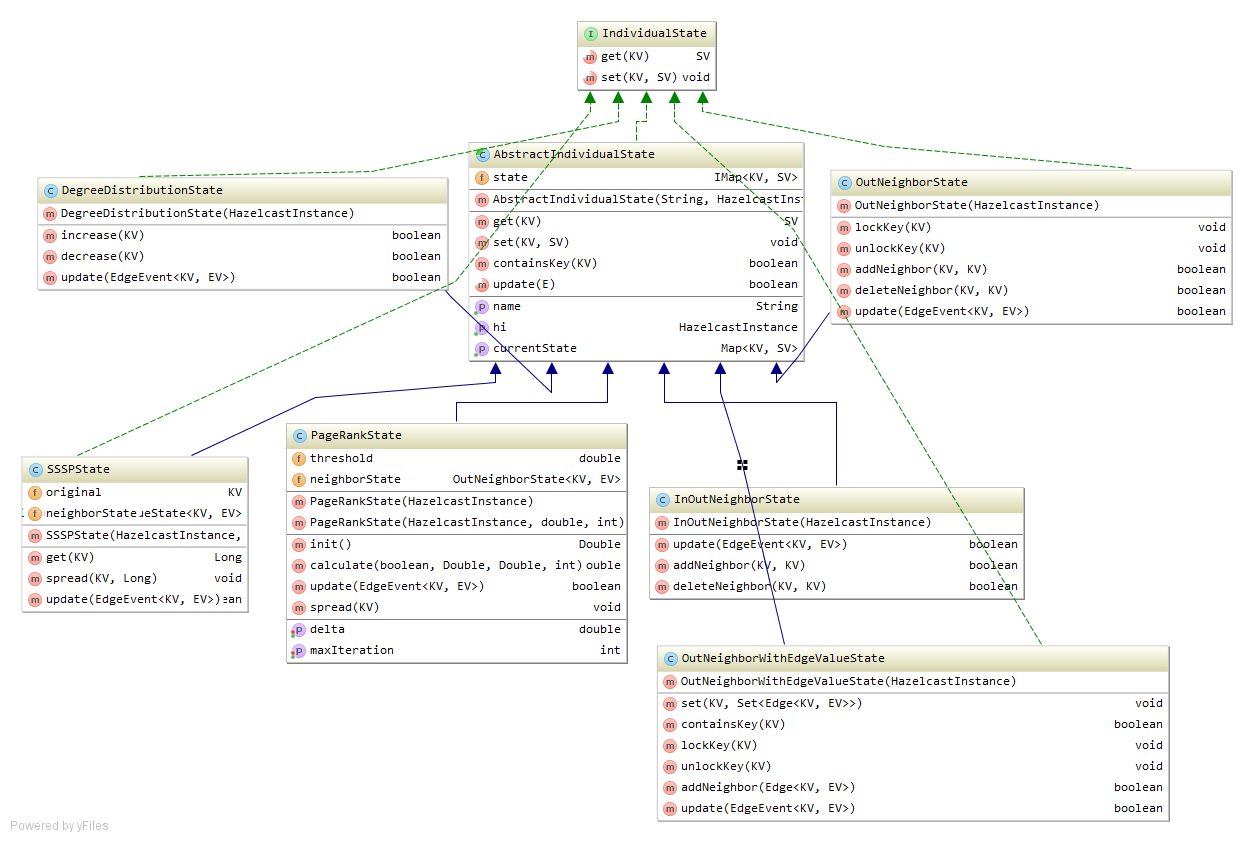 IndividualState
get(KV) SV
set(KV, SV) void
AbstractIndividualState
state IMap<KV, SV>
AbstractIndividualState(String, HazelcastInst
get(KV) SV
set(KV, SV) void
containsKey(KV) boolean
update(E) boolean
name String
hi HazelcastInstance
currentState Map<KV, SV>
DegreeDistributionState
DegreeDistributionState(HazelcastInstance)
increase(KV) boolean
decrease(KV) boolean
update(EdgeEvent<KV, EV>) boolean
OutNeighborState
OutNeighborState(HazelcastInstance)
lockKey(KV) void
unlockKey(KV) void
addNeighbor(KV, KV) boolean
deleteNeighbor(KV, KV) boolean
update(EdgeEvent<KV, EV>) boolean
SSSPState
original KV
neighborState ueState<KV, EV>
SSSPState(HazelcastInstance,
get(KV) Long
spread(KV, Long) void
update(EdgeEvent<KV, EV>) ean
PageRankState
threshold double
neighborState OutNeighborState<KV, EV>
PageRankState(HazelcastInstance)
PageRankState(HazelcastInstance, double, int)
init() Double
calculate(boolean, Double, Double, int) ouble
update(EdgeEvent<KV, EV>) boolean
spread(KV) void
delta double
maxIteration int
InOutNeighborState
InOutNeighborState(HazelcastInstance)
update(EdgeEvent<KV, EV>) boolean
addNeighbor(KV, KV) boolean
deleteNeighbor(KV, KV) boolean
OutNeighborWithEdgeValueState
OutNeighborWithEdgeValueState(HazelcastInstance)
set(KV, Set<Edge<KV, EV>>) void
containsKey(KV) boolean
lockKey(KV) void
unlockKey(KV) void
addNeighbor(Edge<KV, EV>) boolean
update(EdgeEvent<KV, EV>) boolean
Powered by yFiles